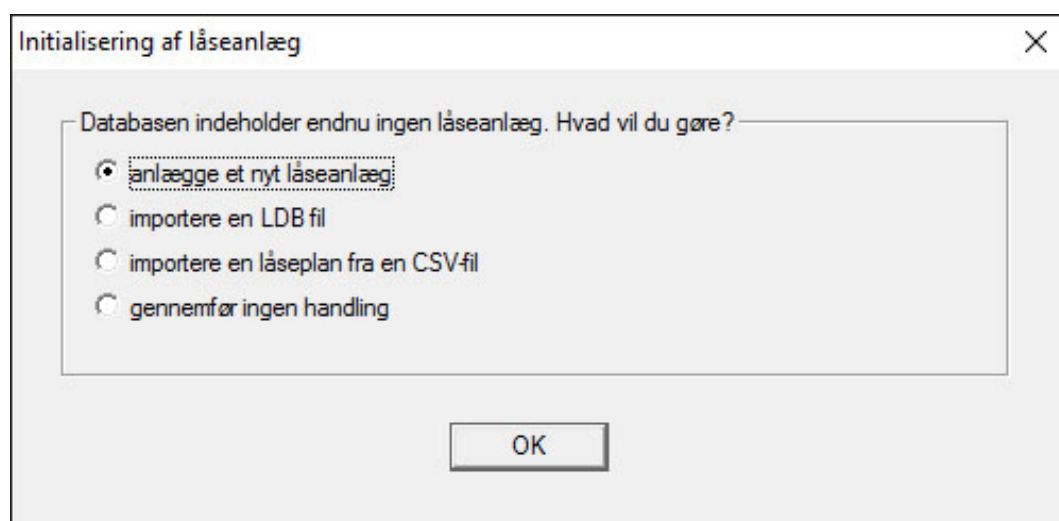 Initialisering af låseanlæg
Databasen indeholder endnu ingen låseanlæg. Hvad vil du gøre?
anlægge et nyt låseanlæg
importere en LDB fil
importere en låseplan fra en CSV-fil
gennemfør ingen handling
OK